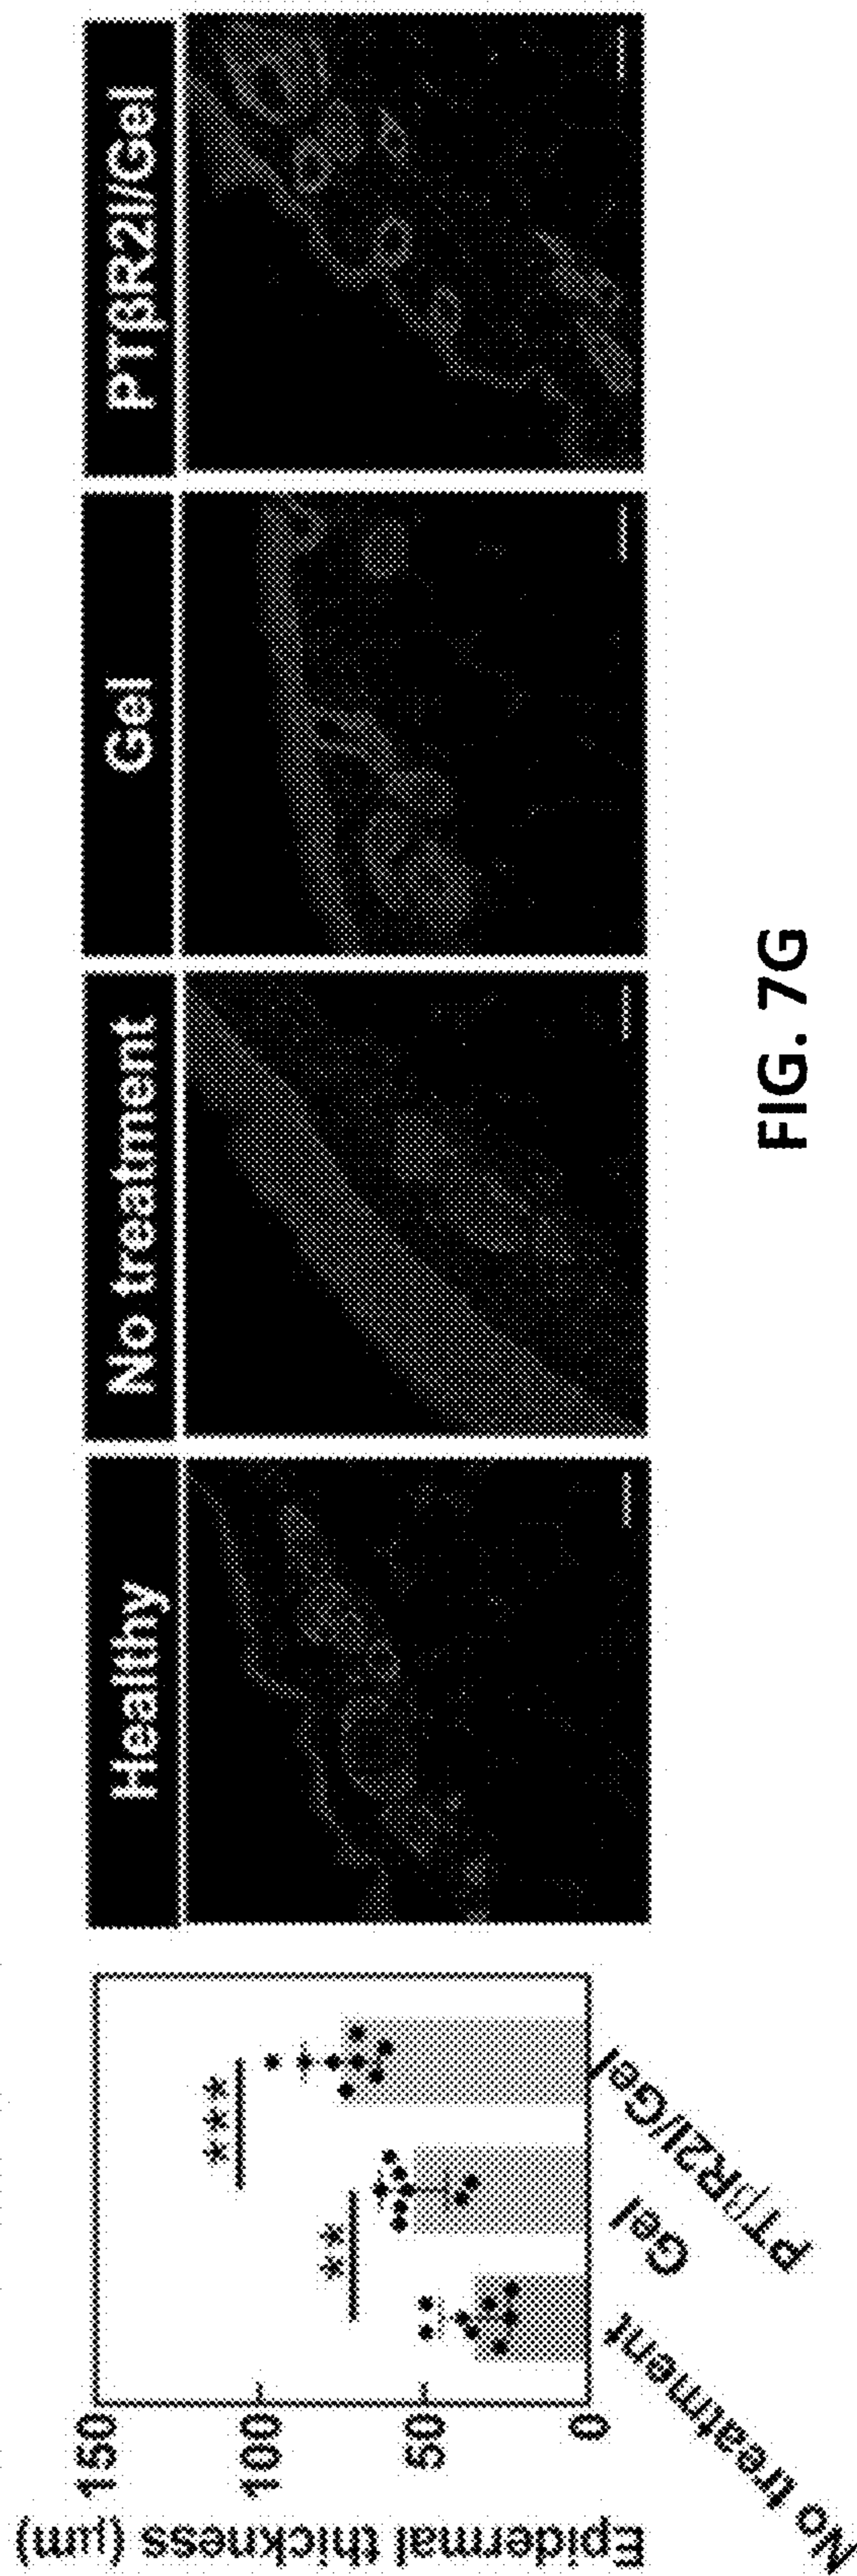 Epidermal thickness (μm)
150
100
50
0
**
***
No treatment
Gel
PTβR2I/Gel
Healthy
No treatment
Gel
PTβR2I/Gel
FIG. 7G